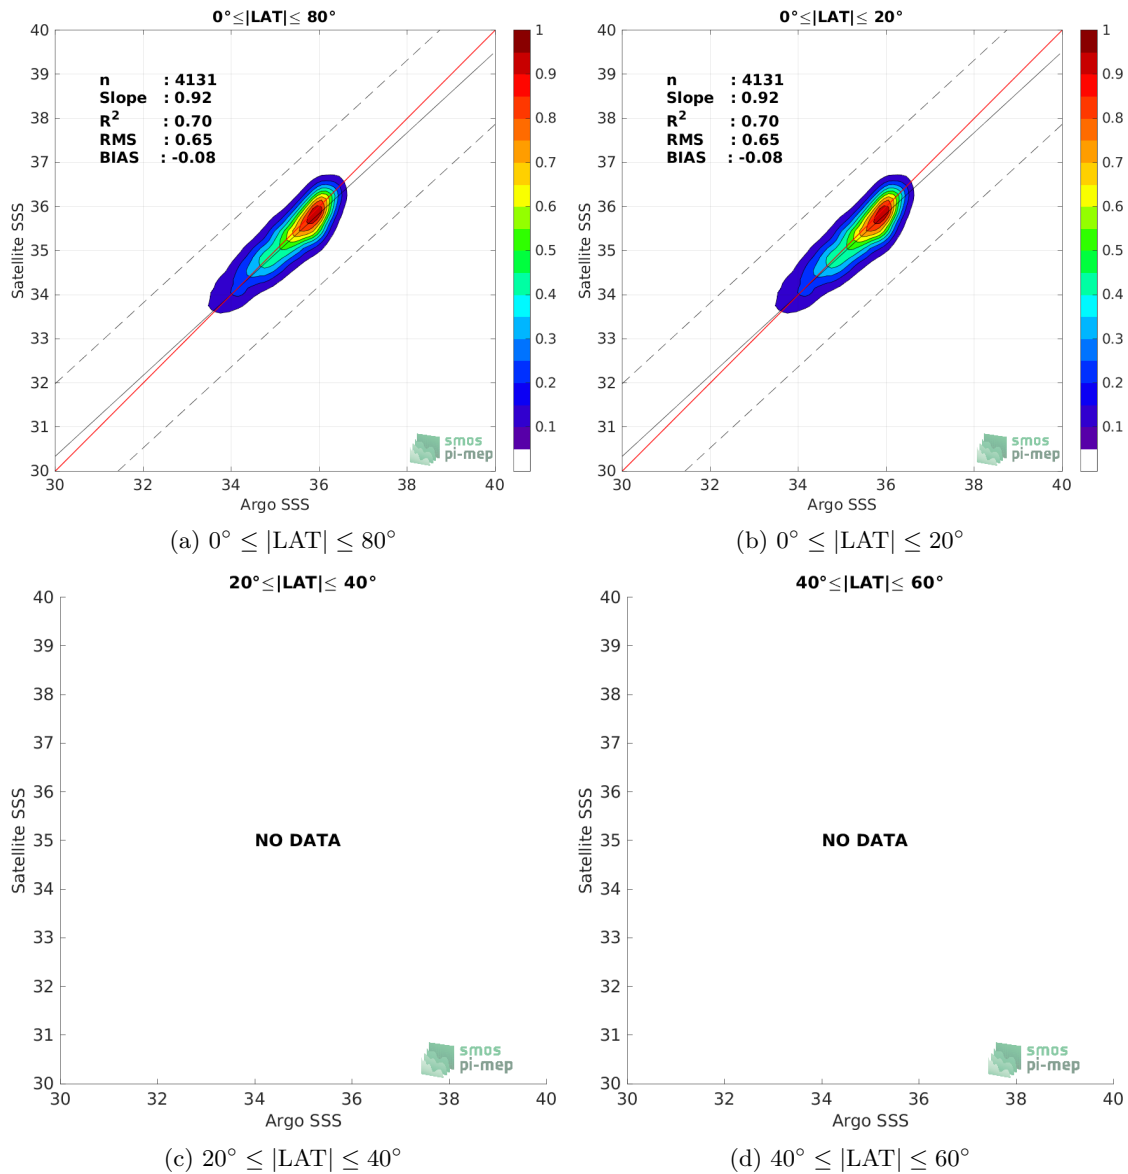 0°≤|LAT|≤ 80°
40
39
38
37
36
35
34
33
32
31
30
Satellite SSS
n : 4131
Slope : 0.92
R² : 0.70
RMS : 0.65
BIAS : -0.08
smos
pi-mep
30 32 34 36 38 40
Argo SSS
1
0.9
0.8
0.7
0.6
0.5
0.4
0.3
0.2
0.1
(a) 0° ≤ |LAT| ≤ 80°
0°≤|LAT|≤ 20°
40
39
38
37
36
35
34
33
32
31
30
Satellite SSS
n : 4131
Slope : 0.92
R² : 0.70
RMS : 0.65
BIAS : -0.08
smos
pi-mep
30 32 34 36 38 40
Argo SSS
1
0.9
0.8
0.7
0.6
0.5
0.4
0.3
0.2
0.1
(b) 0° ≤ |LAT| ≤ 20°
20°≤|LAT|≤ 40°
40
39
38
37
36
35
34
33
32
31
30
Satellite SSS
NO DATA
smos
pi-mep
30 32 34 36 38 40
Argo SSS
(c) 20° ≤ |LAT| ≤ 40°
40°≤|LAT|≤ 60°
40
39
38
37
36
35
34
33
32
31
30
Satellite SSS
NO DATA
smos
pi-mep
30 32 34 36 38 40
Argo SSS
(d) 40° ≤ |LAT| ≤ 60°